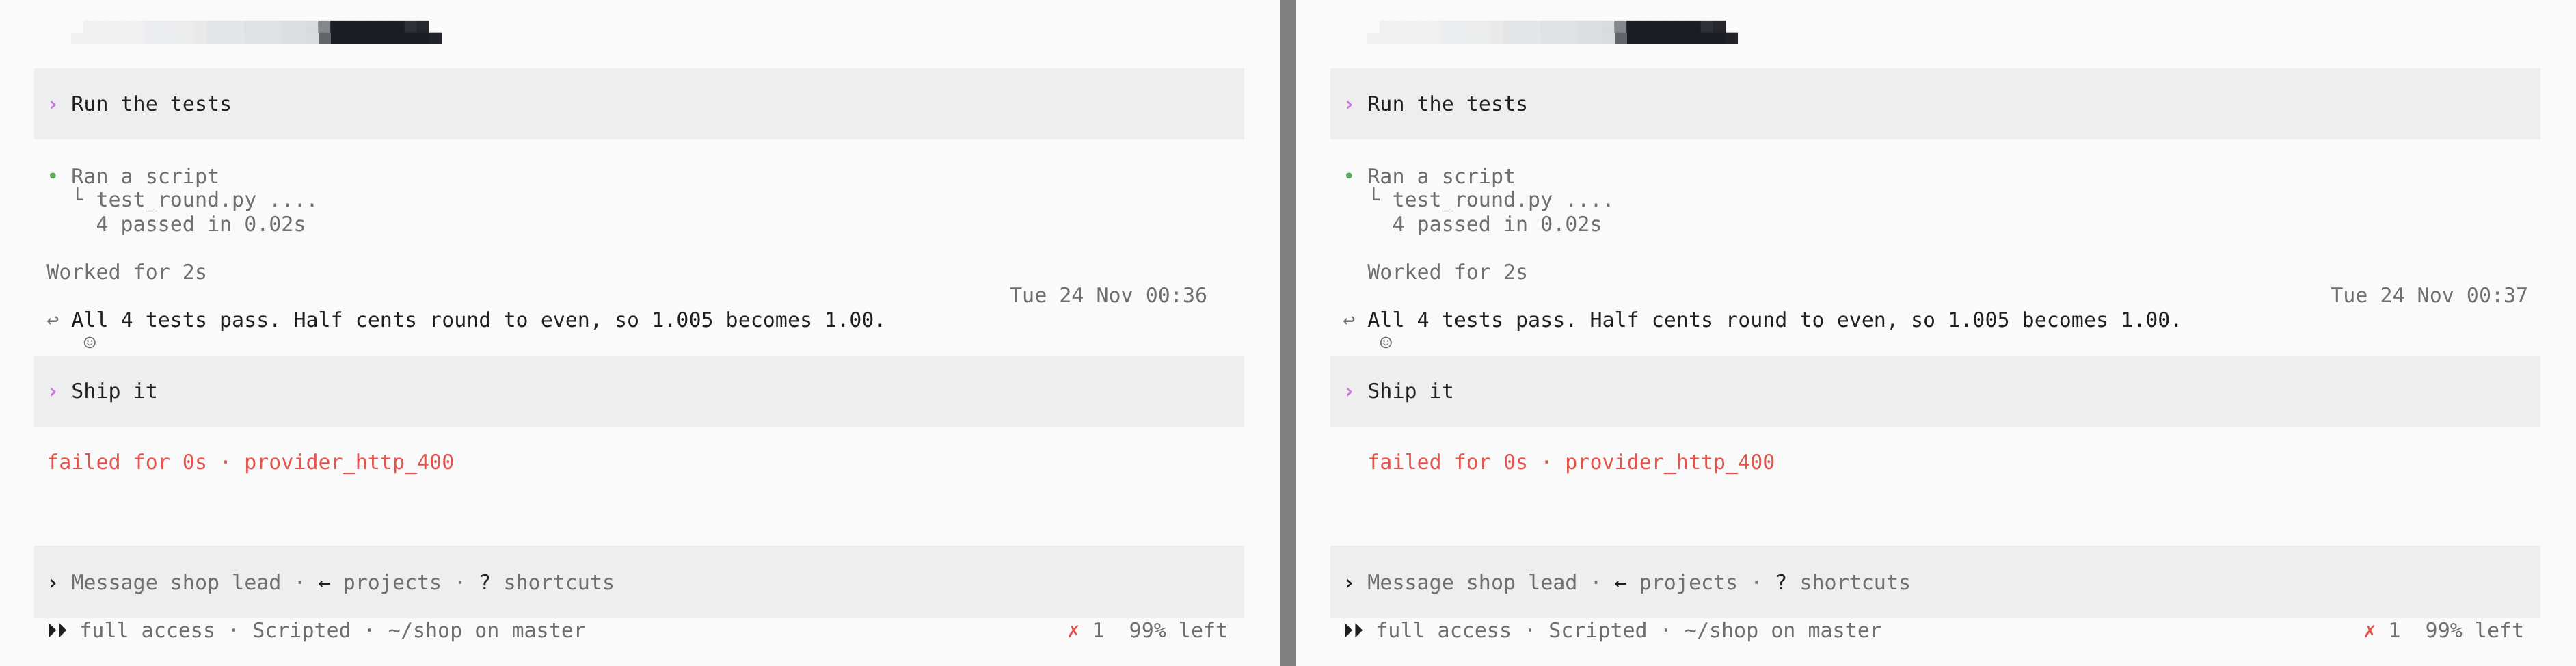 › Run the tests
• Ran a script
└ test_round.py ....
4 passed in 0.02s
Worked for 2s
Tue 24 Nov 00:36
↩ All 4 tests pass. Half cents round to even, so 1.005 becomes 1.00.
☺
› Ship it
failed for 0s · provider_http_400
› Message shop lead · ← projects · ? shortcuts
⏵⏵ full access · Scripted · ~/shop on master ✗ 1 99% left
› Run the tests
• Ran a script
└ test_round.py ....
4 passed in 0.02s
Worked for 2s
Tue 24 Nov 00:37
↩ All 4 tests pass. Half cents round to even, so 1.005 becomes 1.00.
☺
› Ship it
failed for 0s · provider_http_400
› Message shop lead · ← projects · ? shortcuts
⏵⏵ full access · Scripted · ~/shop on master ✗ 1 99% left